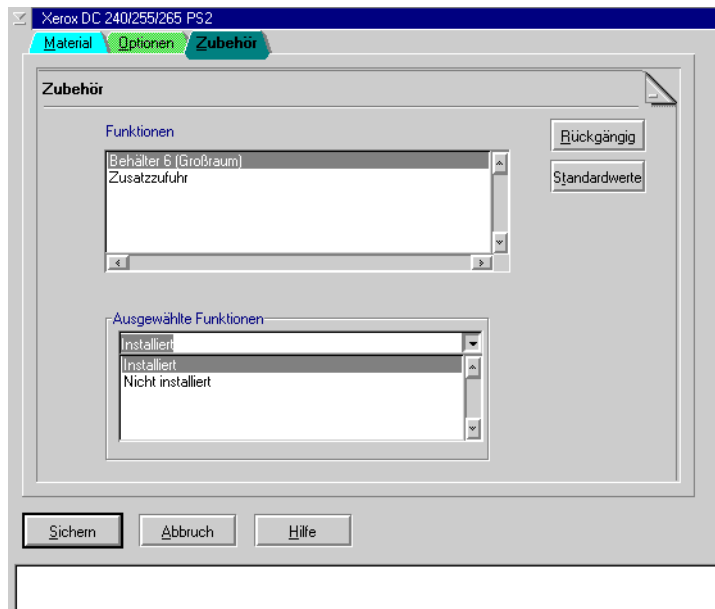 Xerox DC 240/255/265 PS2
Material Optionen Zubehör
Zubehör
Funktionen
Behälter 6 (Großraum)
Zusatzzufuhr
Rückgängig
Standardwerte
Ausgewählte Funktionen
Installiert
Installiert
Nicht installiert
Sichern Abbruch Hilfe